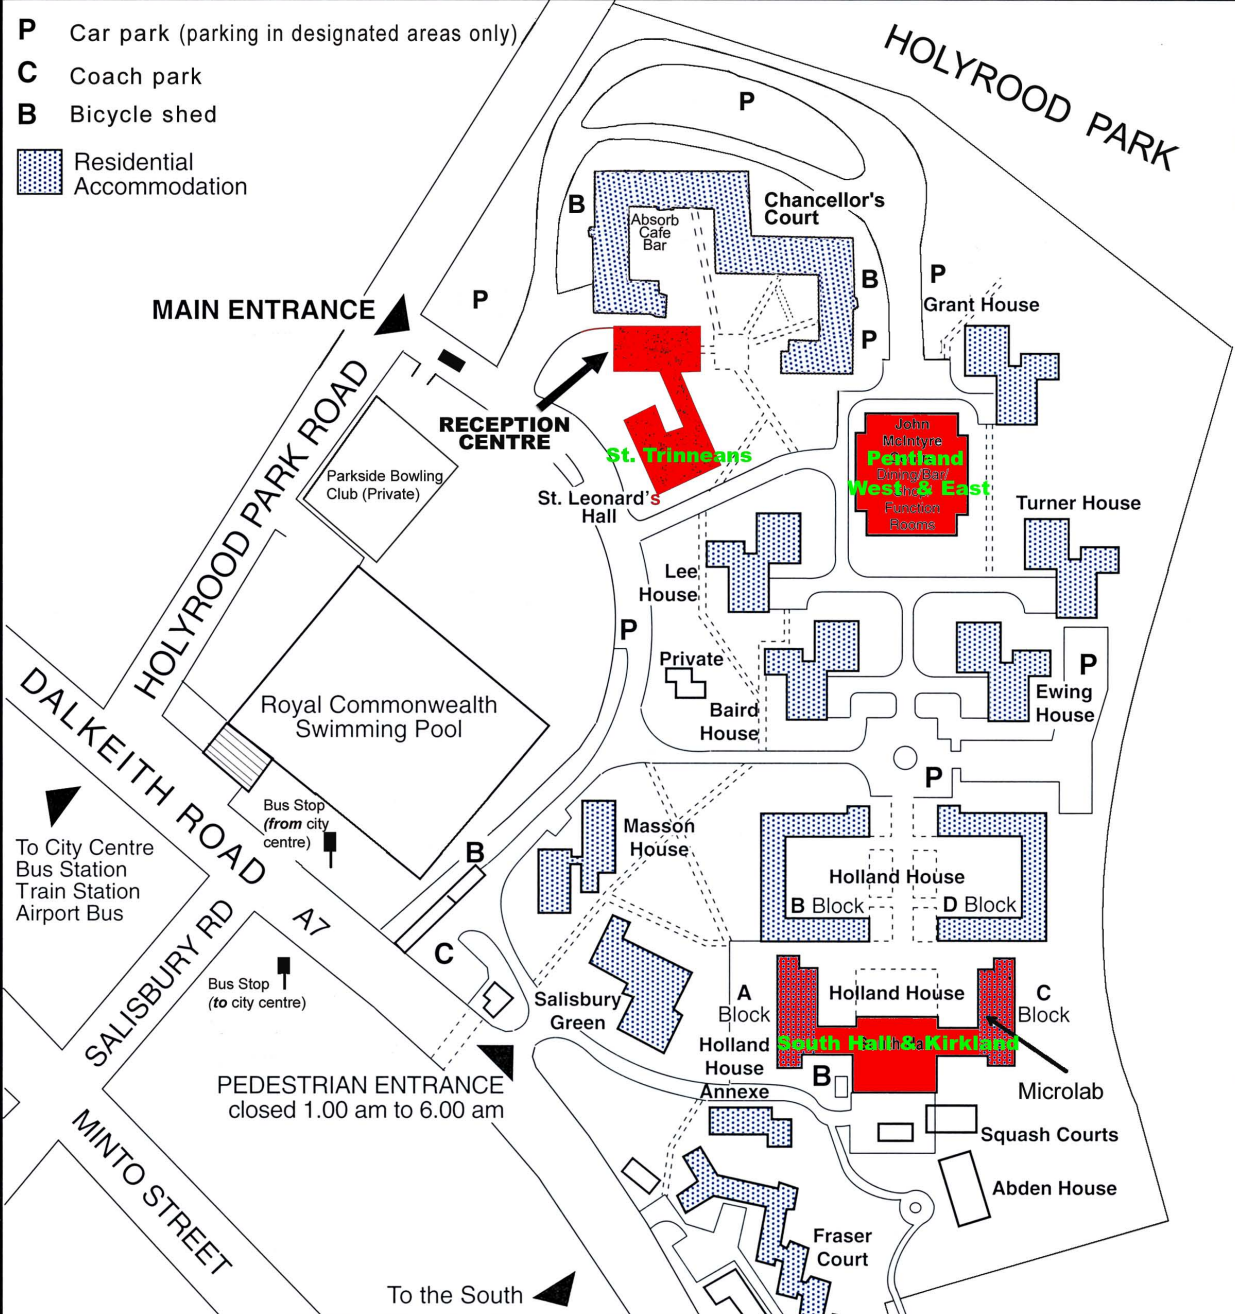 P Car park (parking in designated areas only)
C Coach park
B Bicycle shed
Residential
Accommodation
HOLYROOD PARK
P
B
Absorb
Cafe
Bar
Chancellor's
Court
B
P
P
Grant House
P
MAIN ENTRANCE
HOLYROOD PARK ROAD
RECEPTION
CENTRE
St. Trinneans
St. Leonard's
Hall
Parkside Bowling
Club (Private)
John
McIntyre
Pentland
Dining/Bar/
West & East
Function
Rooms
Turner House
Lee
House
P
Private
Baird
House
P
Ewing
House
P
Royal Commonwealth
Swimming Pool
DALKEITH ROAD
A7
Bus Stop
(from city
centre)
To City Centre
Bus Station
Train Station
Airport Bus
B
C
Masson
House
Holland House
B Block
D Block
SALISBURY RD
Bus Stop
(to city centre)
Salisbury
Green
A
Block
Holland House
C
Block
South Hall & Kirkland
Holland
House
Annexe
B
Microlab
PEDESTRIAN ENTRANCE
closed 1.00 am to 6.00 am
Squash Courts
Abden House
MINTO STREET
Fraser
Court
To the South